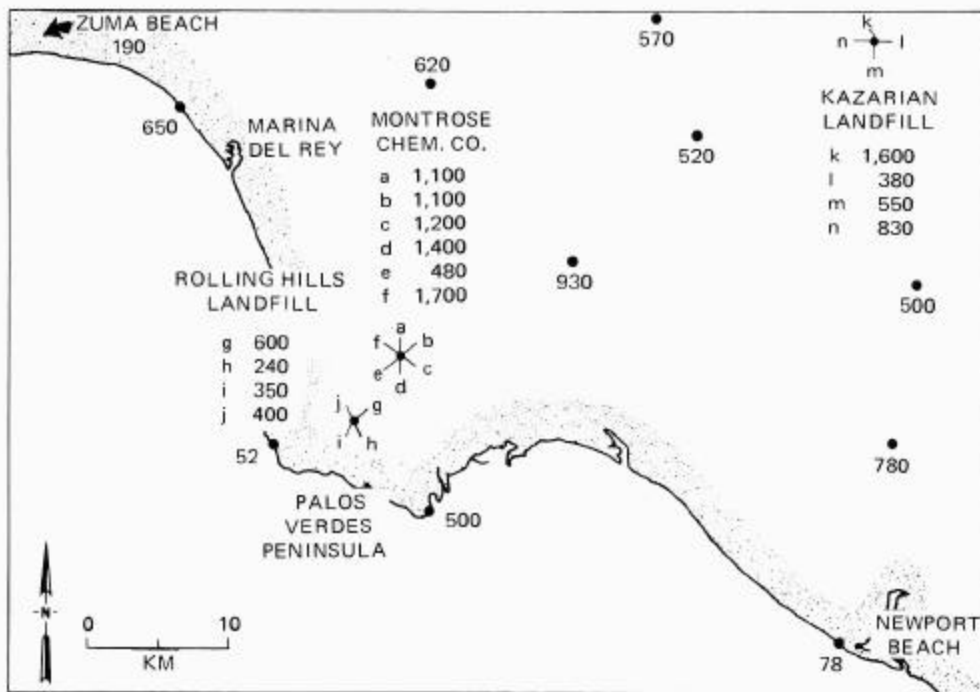 ZUMA BEACH
190
650
MARINA
DEL REY
620
570
520
930
500
780
MONTROSE
CHEM. CO.
a 1,100
b 1,100
c 1,200
d 1,400
e 480
f 1,700
a
f b
e c
d
k
n l
m
KAZARIAN
LANDFILL
k 1,600
l 380
m 550
n 830
ROLLING HILLS
LANDFILL
g 600
h 240
i 350
j 400
j g
i h
52
PALOS
VERDES
PENINSULA
500
NEWPORT
BEACH
78
N
0 10
KM